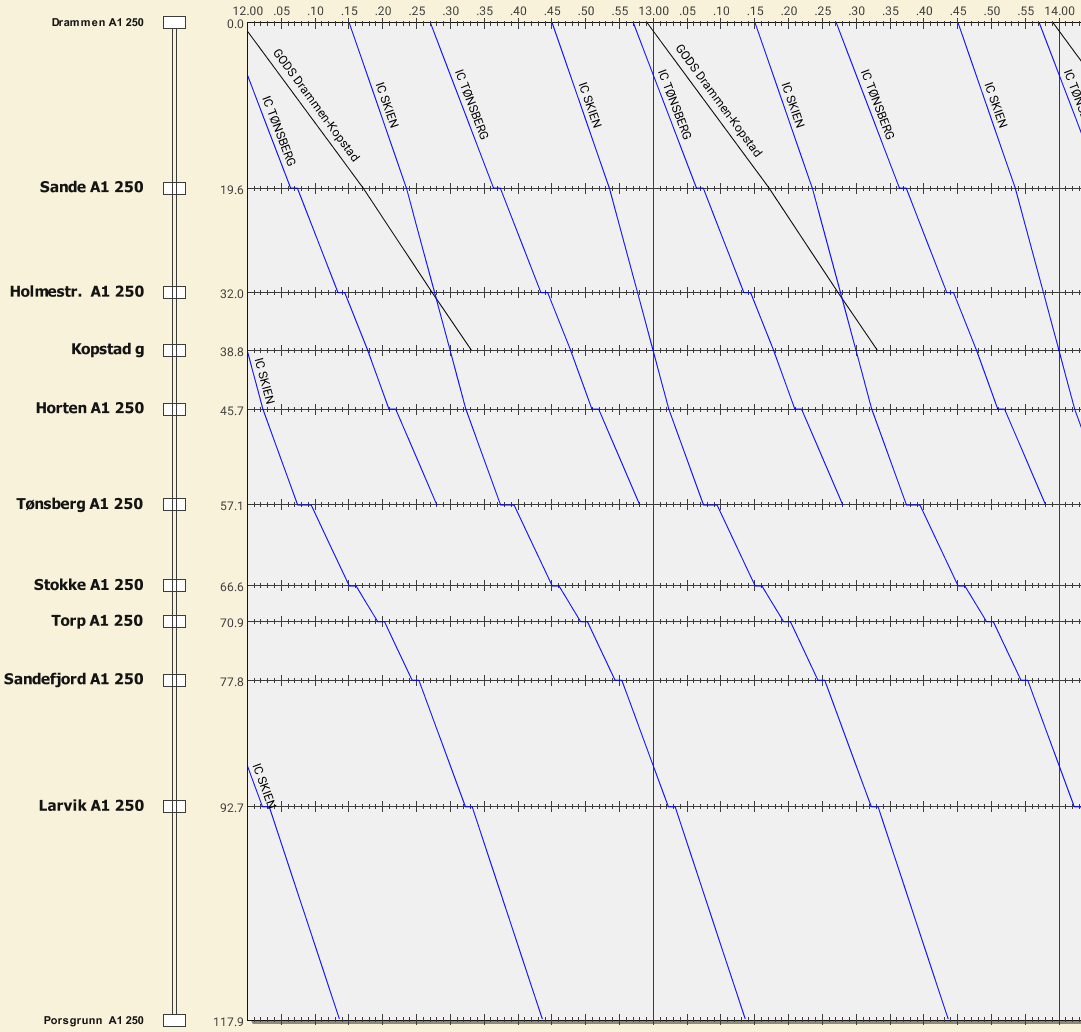 12.00 .05 .10 .15 .20 .25 .30 .35 .40 .45 .50 .55 13.00 .05 .10 .15 .20 .25 .30 .35 .40 .45 .50 .55 14.00
Drammen A1 250 0.0
GODS Drammen-Kopstad
IC TØNSBERG
IC SKIEN
IC TØNSBERG
IC SKIEN
IC TØNSBERG
GODS Drammen-Kopstad
IC SKIEN
IC TØNSBERG
IC SKIEN
IC TØN
Sande A1 250 19.6
Holmestr. A1 250 32.0
Kopstad g 38.8
IC SKIEN
Horten A1 250 45.7
Tønsberg A1 250 57.1
Stokke A1 250 66.6
Torp A1 250 70.9
Sandefjord A1 250 77.8
IC SKIEN
Larvik A1 250 92.7
Porsgrunn A1 250 117.9